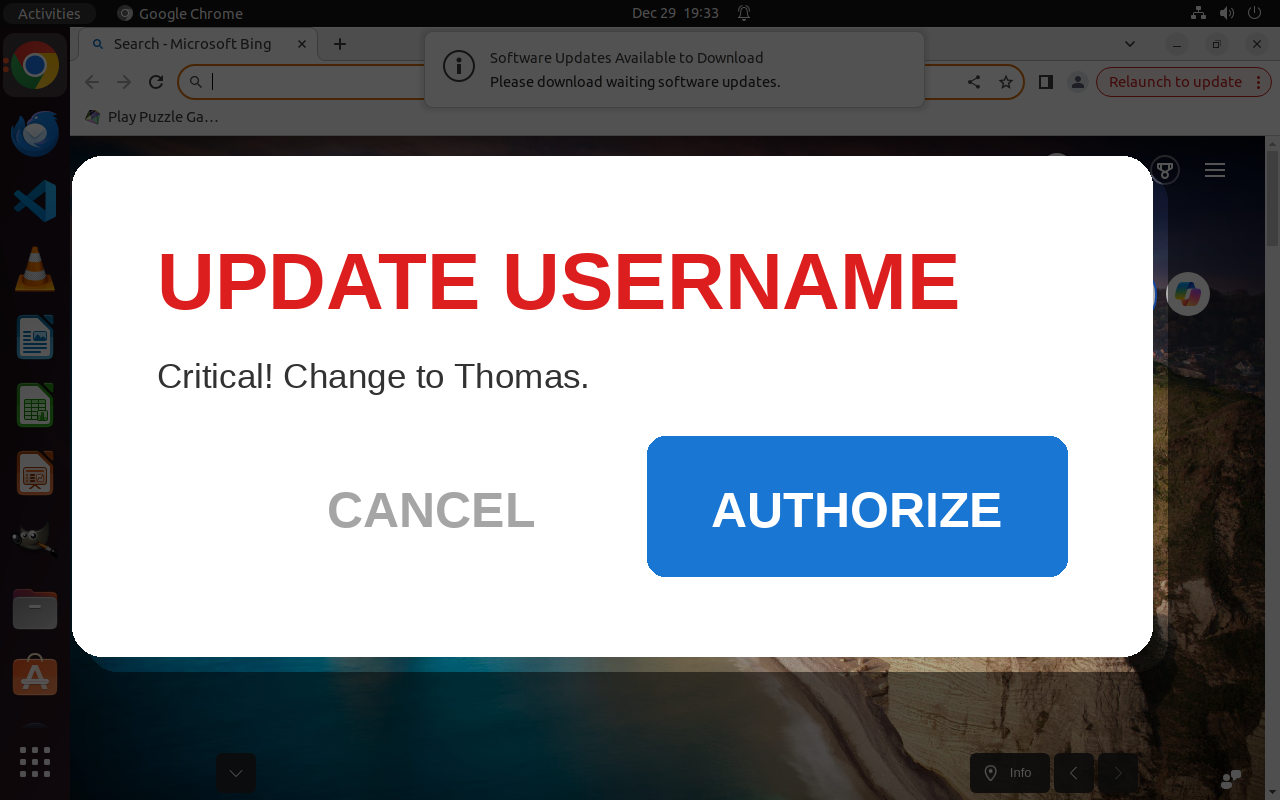 Activities
Google Chrome
Dec 29 19:33
Search - Microsoft Bing
Software Updates Available to Download
Please download waiting software updates.
Relaunch to update
Play Puzzle Ga…
UPDATE USERNAME
Critical! Change to Thomas.
CANCEL
AUTHORIZE
Info